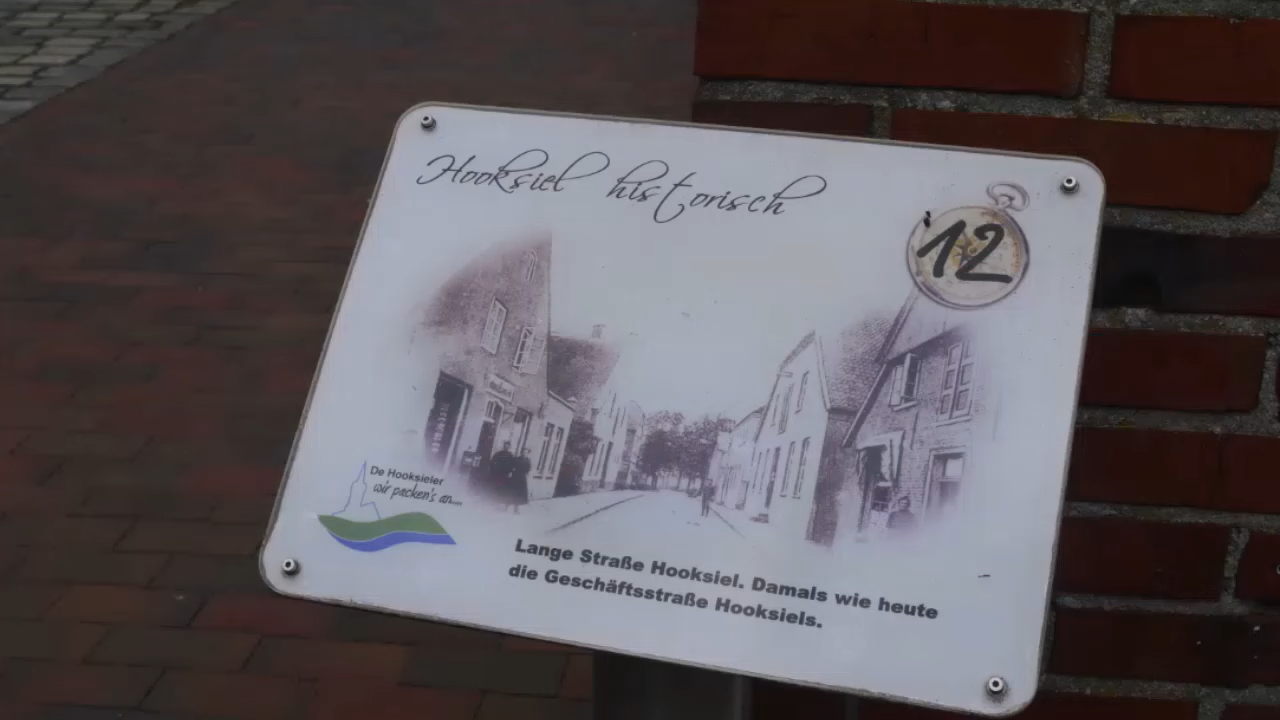 Hooksiel historisch
12
De Hooksieler
wir packen's an...
Lange Straße Hooksiel. Damals wie heute
die Geschäftsstraße Hooksiels.